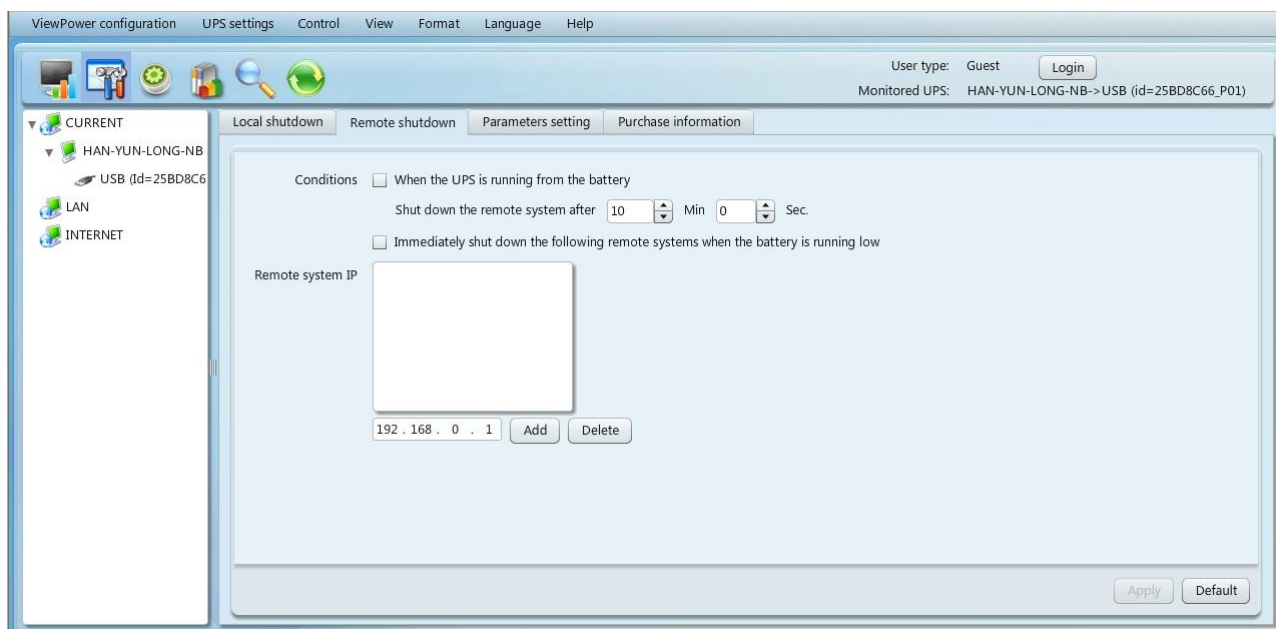 ViewPower configuration UPS settings Control View Format Language Help
User type: Guest Login
Monitored UPS: HAN-YUN-LONG-NB->USB (id=25BD8C66_P01)
CURRENT
HAN-YUN-LONG-NB
USB (Id=25BD8C6
LAN
INTERNET
Local shutdown Remote shutdown Parameters setting Purchase information
Conditions When the UPS is running from the battery
Shut down the remote system after 10 Min 0 Sec.
Immediately shut down the following remote systems when the battery is running low
Remote system IP
192 . 168 . 0 . 1 Add Delete
Apply Default